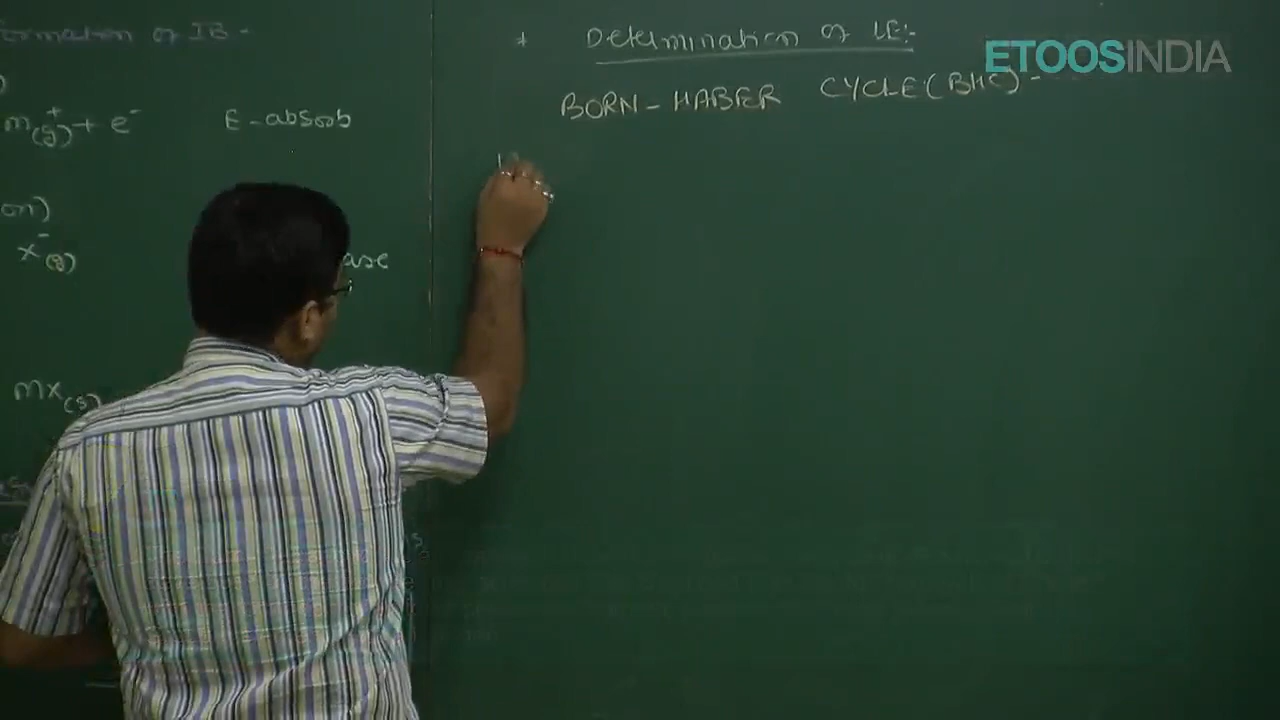 formation of IB -
M(g)⁺ + e⁻ E - absorb
on)
X⁻(g) ase
MX(s)
* Determination of LE:-
BORN - HABER CYCLE (BHC) -
ETOOSINDIA